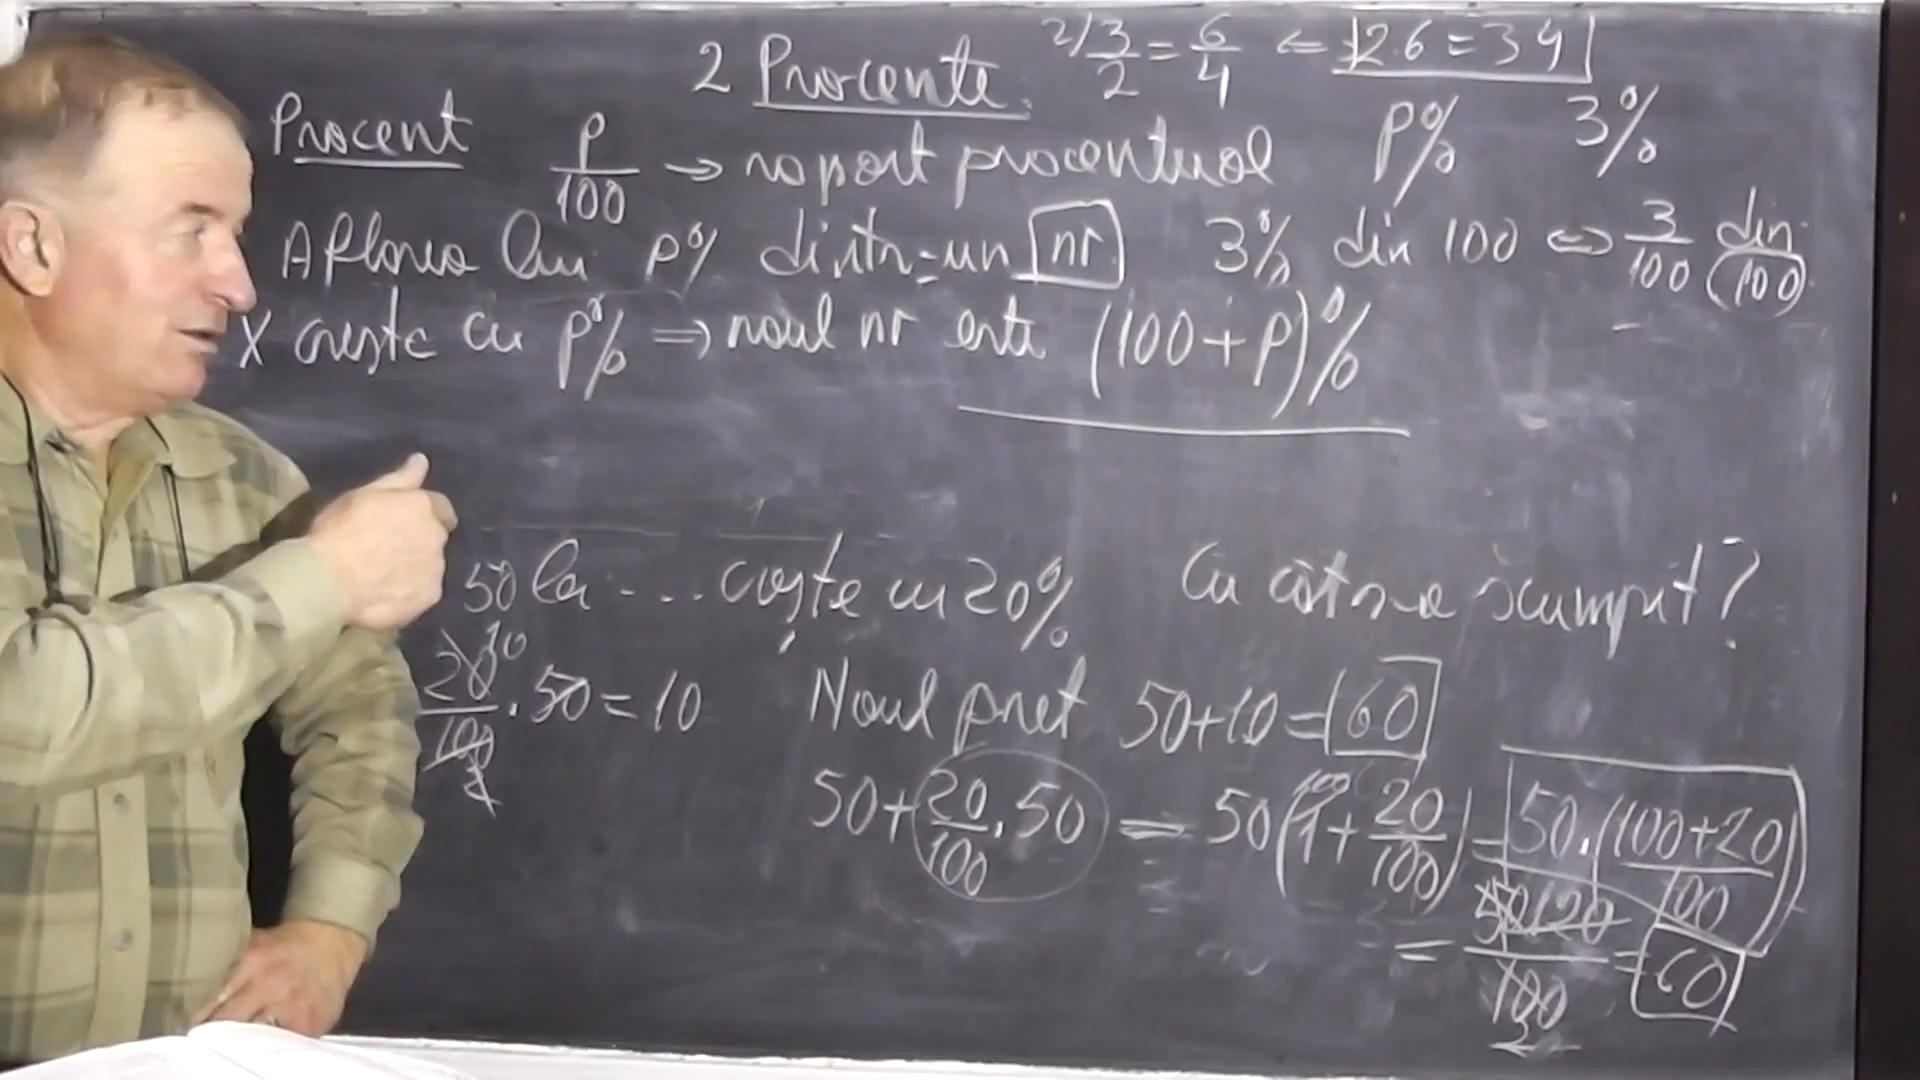 2 Procente. 2/ 3/2 = 6/4 ⇐ 2·6 = 3·4
Procent p/100 → raport procentual p% 3%
Aflarea lui p% dintr-un nr 3% din 100 ⇔ 3/100 din 100
X crește cu p% ⇒ noul nr este (100+p)%
50 lei ... crește cu 20% Cu cât s-a scumpit?
20/100 · 50 = 10 Noul preț 50+10 = 60
50 + 20/100 · 50 = 50(1 + 20/100) = 50·(100+20)/100
= 50·120/100 = 60